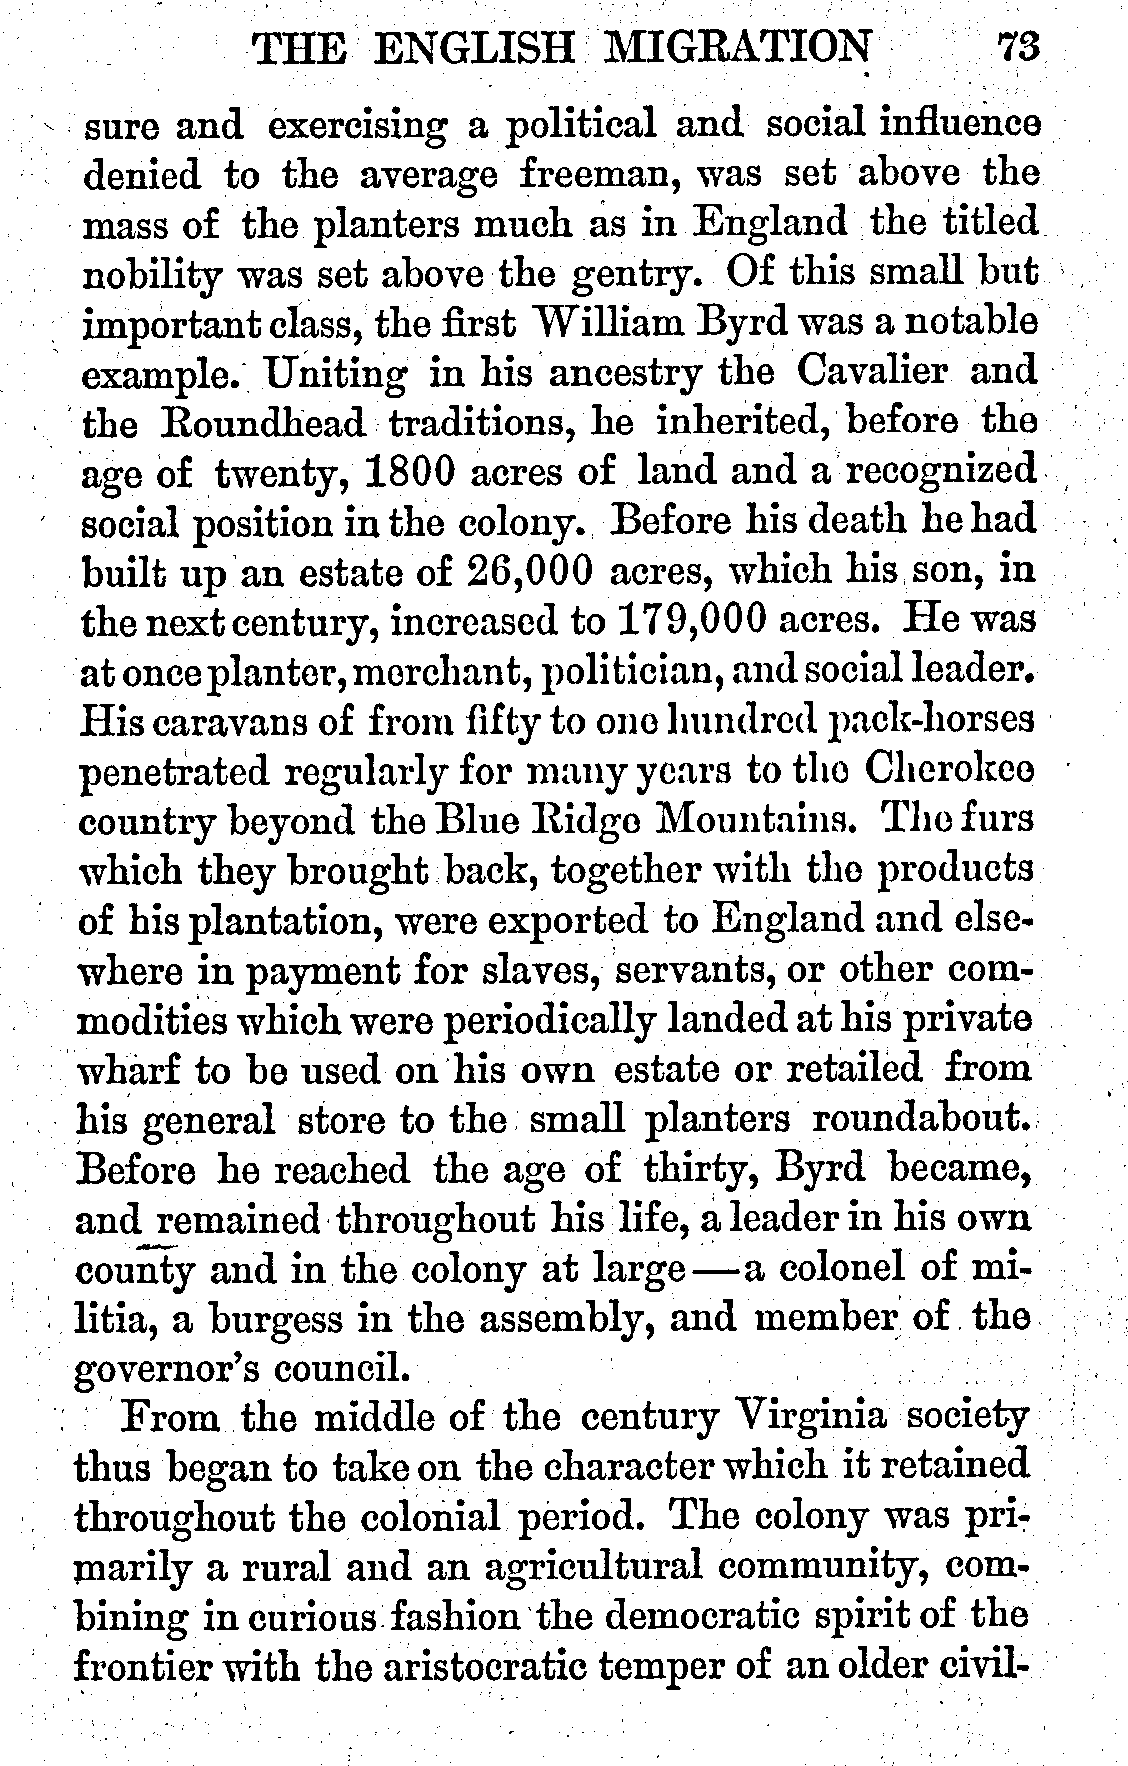 THE ENGLISH MIGRATION 73
sure and exercising a political and social influence
denied to the average freeman, was set above the
mass of the planters much as in England the titled
nobility was set above the gentry. Of this small but
important class, the first William Byrd was a notable
example. Uniting in his ancestry the Cavalier and
the Roundhead traditions, he inherited, before the
age of twenty, 1800 acres of land and a recognized
social position in the colony. Before his death he had
built up an estate of 26,000 acres, which his son, in
the next century, increased to 179,000 acres. He was
at once planter, merchant, politician, and social leader.
His caravans of from fifty to one hundred pack-horses
penetrated regularly for many years to the Cherokee
country beyond the Blue Ridge Mountains. The furs
which they brought back, together with the products
of his plantation, were exported to England and else-
where in payment for slaves, servants, or other com-
modities which were periodically landed at his private
wharf to be used on his own estate or retailed from
his general store to the small planters roundabout.
Before he reached the age of thirty, Byrd became,
and remained throughout his life, a leader in his own
county and in the colony at large—a colonel of mi-
litia, a burgess in the assembly, and member of the
governor's council.
From the middle of the century Virginia society
thus began to take on the character which it retained
throughout the colonial period. The colony was pri-
marily a rural and an agricultural community, com-
bining in curious fashion the democratic spirit of the
frontier with the aristocratic temper of an older civil-